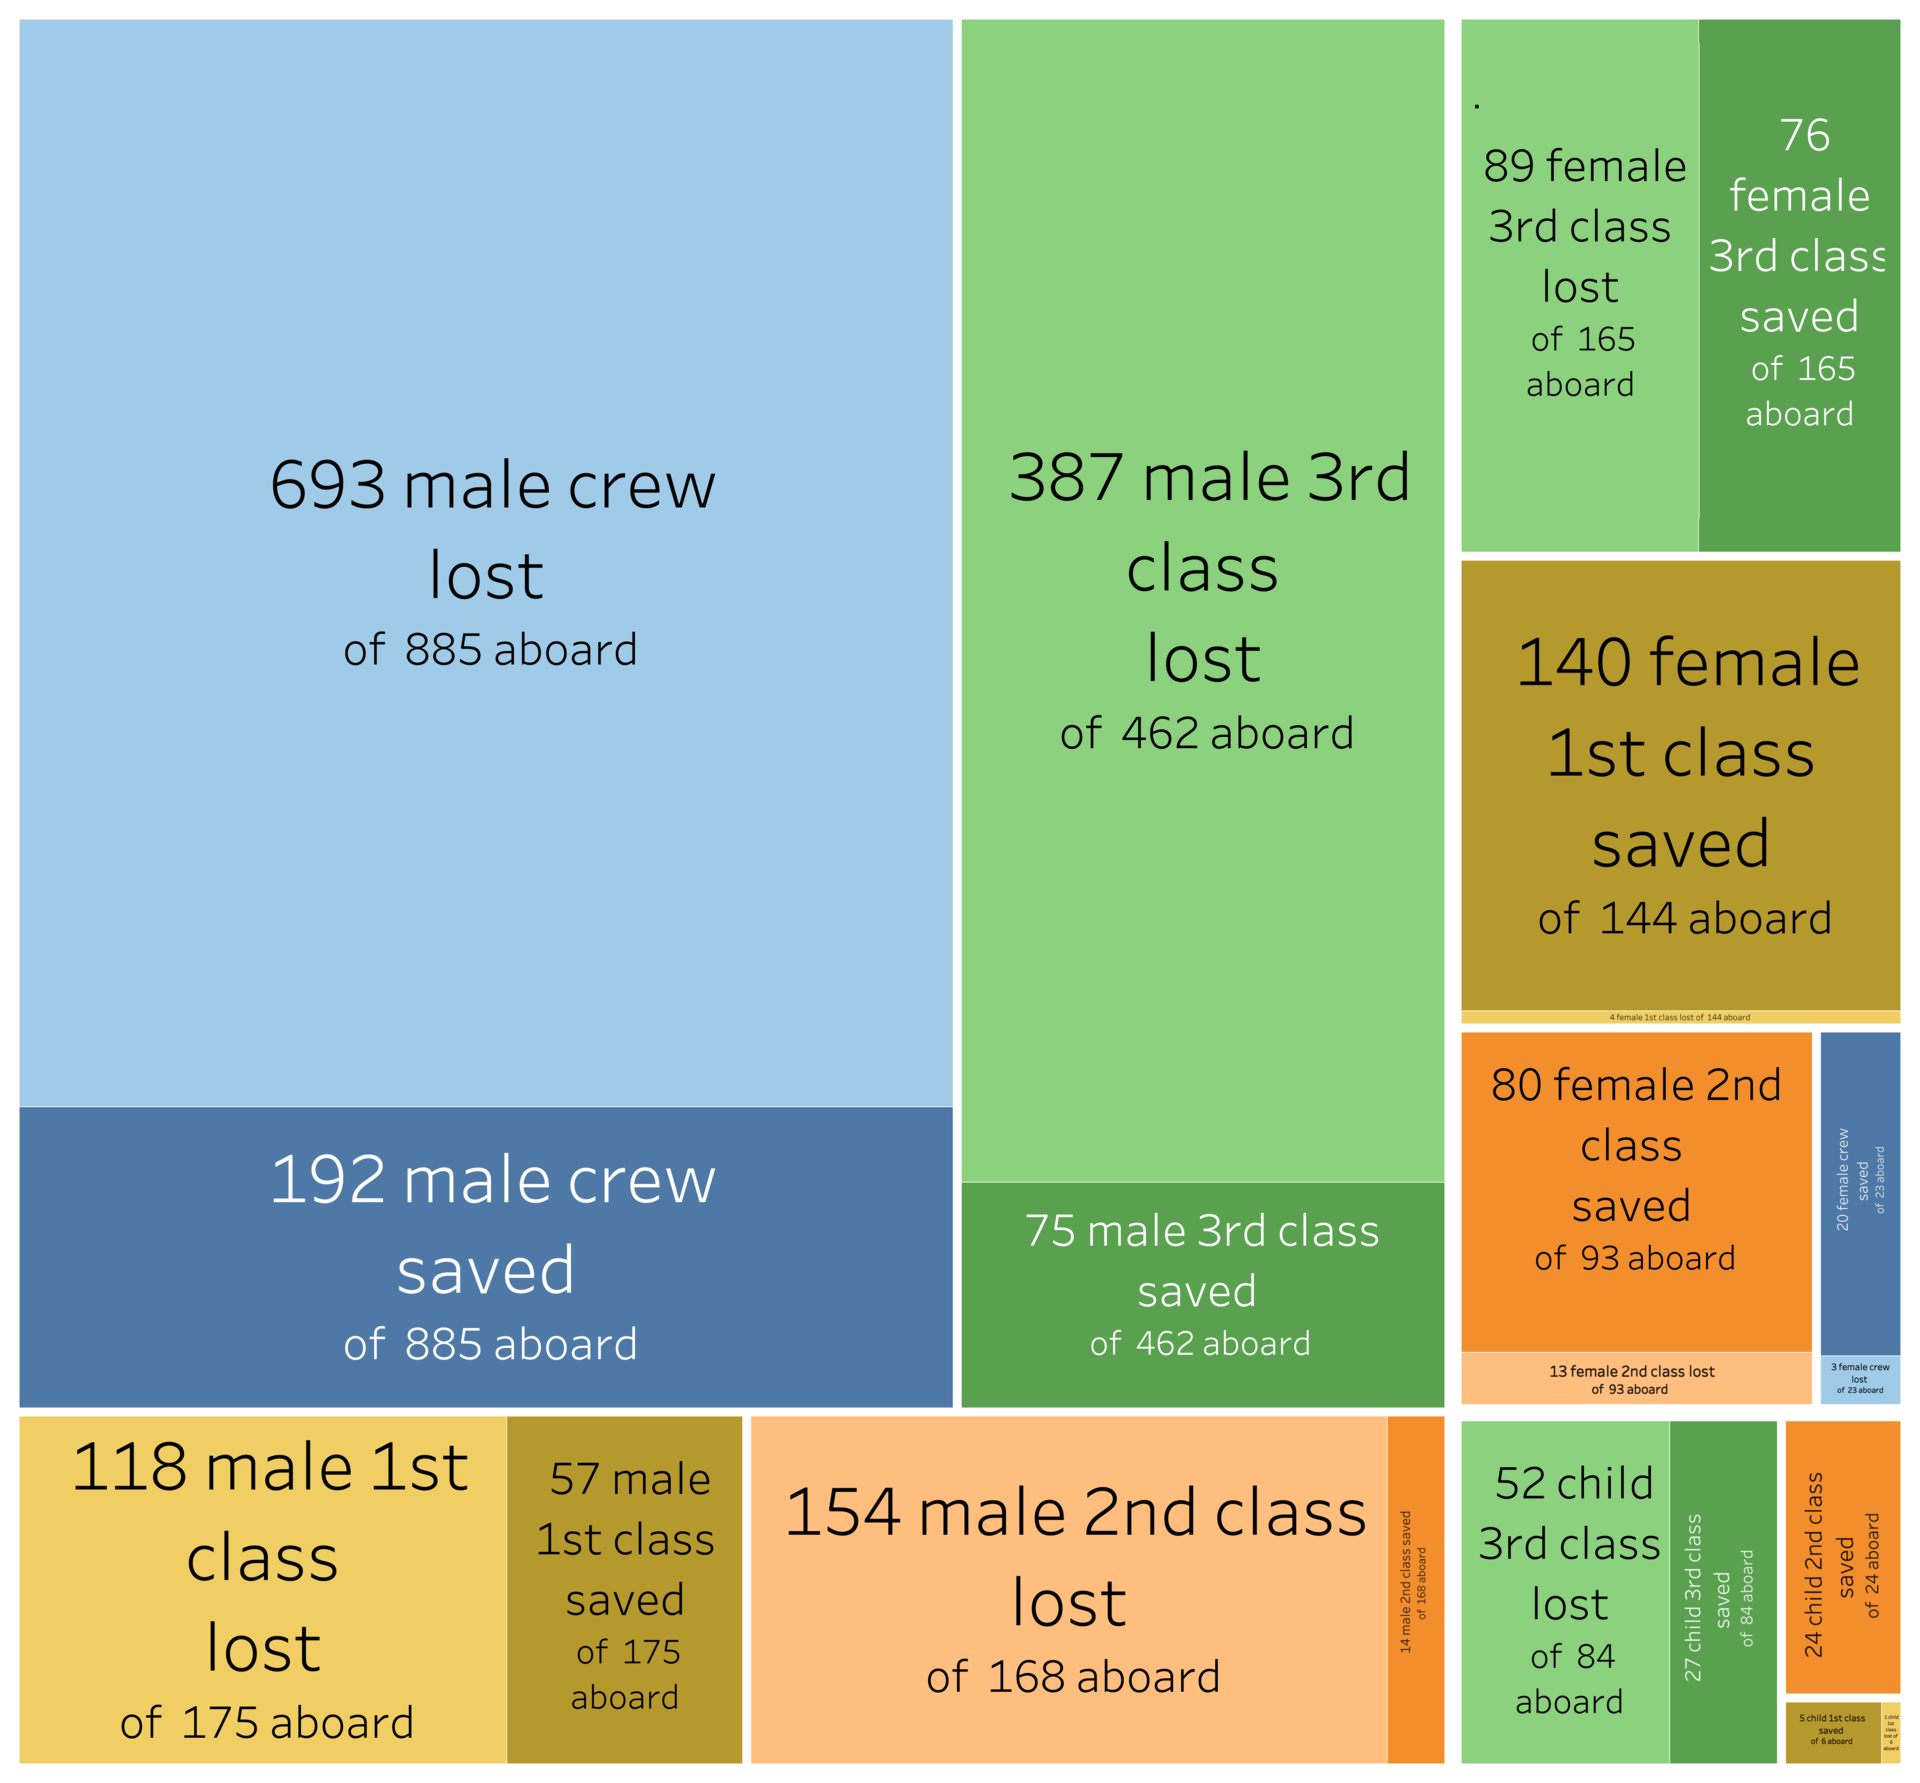 693 male crew
lost
of 885 aboard
192 male crew
saved
of 885 aboard
387 male 3rd
class
lost
of 462 aboard
75 male 3rd class
saved
of 462 aboard
118 male 1st
class
lost
of 175 aboard
57 male
1st class
saved
of 175
aboard
154 male 2nd class
lost
of 168 aboard
14 male 2nd class saved
of 168 aboard
.
89 female
3rd class
lost
of 165
aboard
76
female
3rd class
saved
of 165
aboard
140 female
1st class
saved
of 144 aboard
4 female 1st class lost of 144 aboard
80 female 2nd
class
saved
of 93 aboard
13 female 2nd class lost
of 93 aboard
20 female crew
saved
of 23 aboard
3 female crew
lost
of 23 aboard
52 child
3rd class
lost
of 84
aboard
27 child 3rd class
saved
of 84 aboard
24 child 2nd class
saved
of 24 aboard
5 child 1st class
saved
of 6 aboard
1 child
1st
class
lost of
6
aboard